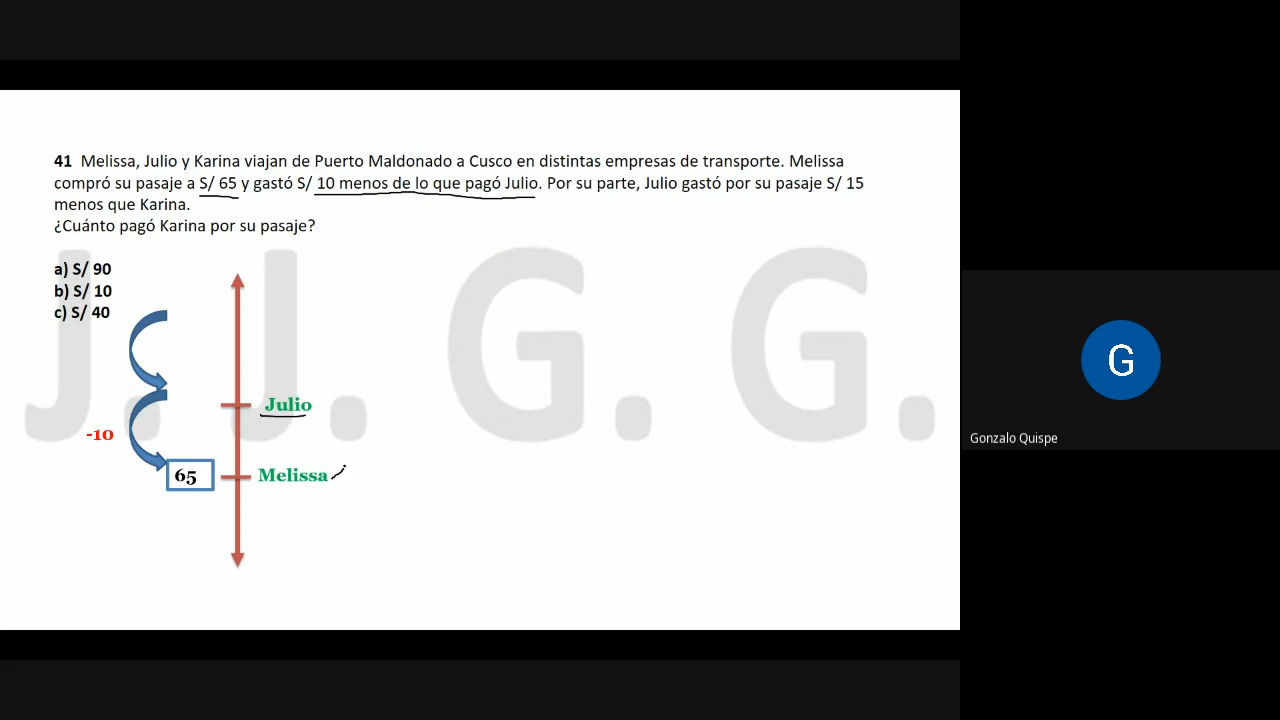 41 Melissa, Julio y Karina viajan de Puerto Maldonado a Cusco en distintas empresas de transporte. Melissa
compró su pasaje a S/ 65 y gastó S/ 10 menos de lo que pagó Julio. Por su parte, Julio gastó por su pasaje S/ 15
menos que Karina.
¿Cuánto pagó Karina por su pasaje?
a) S/ 90
b) S/ 10
c) S/ 40
J. J. G. G.
Julio
-10
65 Melissa
G
Gonzalo Quispe